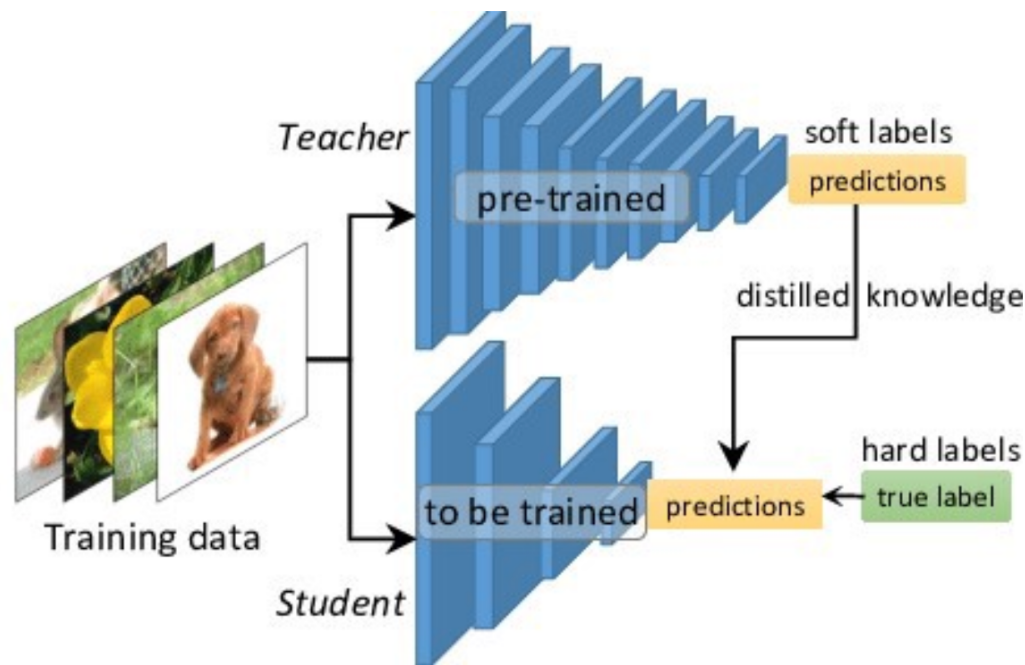 Teacher
pre-trained
soft labels
predictions
distilled knowledge
Training data
Student
to be trained
predictions
hard labels
true label